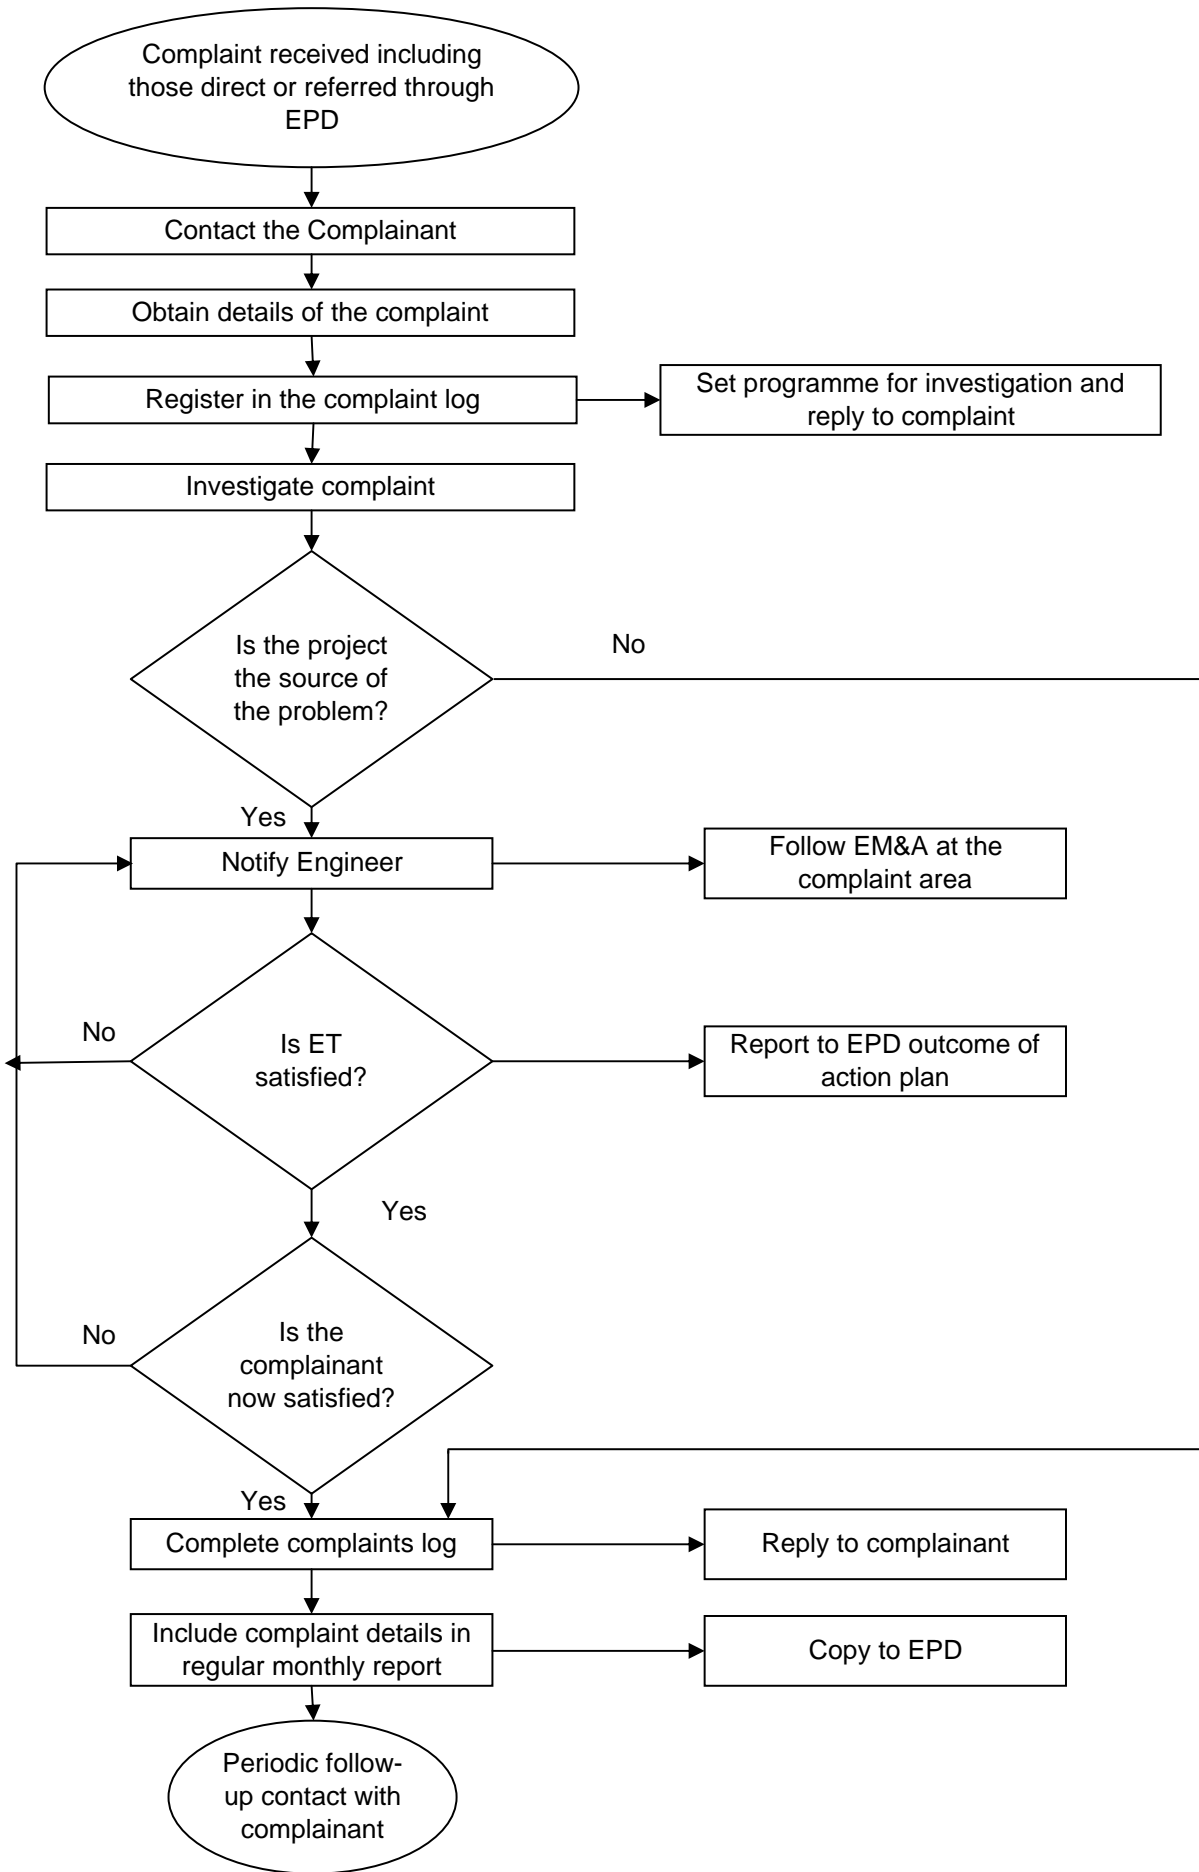 Complaint received including
those direct or referred through
EPD
Contact the Complainant
Obtain details of the complaint
Register in the complaint log
Set programme for investigation and
reply to complaint
Investigate complaint
Is the project
the source of
the problem?
No
Yes
Notify Engineer
Follow EM&A at the
complaint area
No
Is ET
satisfied?
Report to EPD outcome of
action plan
Yes
No
Is the
complainant
now satisfied?
Yes
Complete complaints log
Reply to complainant
Include complaint details in
regular monthly report
Copy to EPD
Periodic follow-
up contact with
complainant